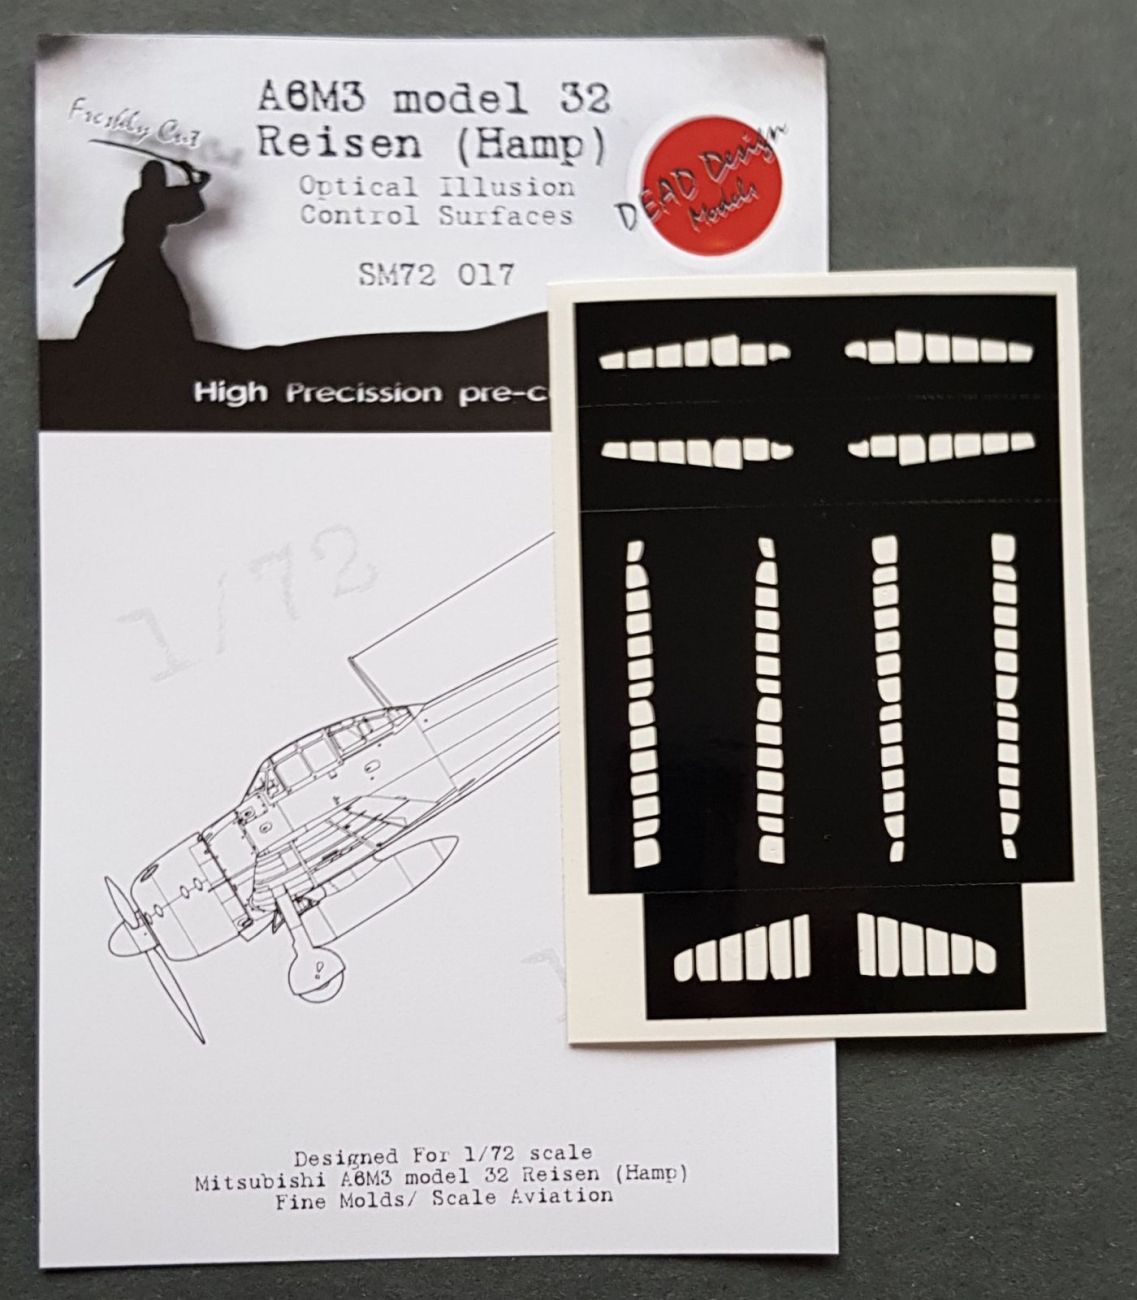 A6M3 model 32
Reisen (Hamp)
Optical Illusion
Control Surfaces
SM72 017
Freshly Cut
DEAD Design
Models
High Precission pre-c
1/72
Designed For 1/72 scale
Mitsubishi A6M3 model 32 Reisen (Hamp)
Fine Molds/ Scale Aviation